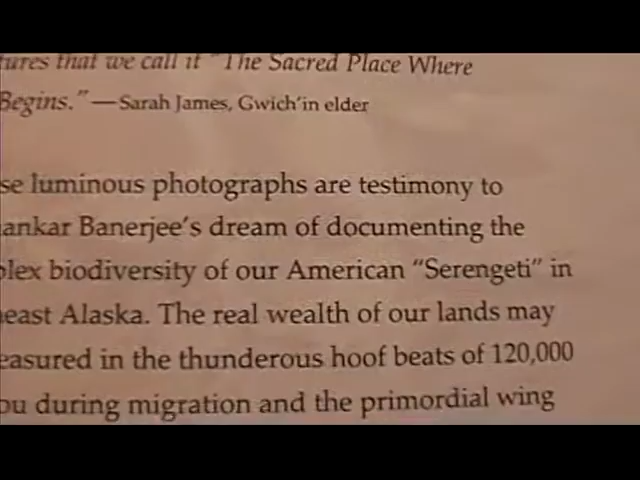 tures that we call it "The Sacred Place Where
Begins."—Sarah James, Gwich'in elder
se luminous photographs are testimony to
ankar Banerjee's dream of documenting the
plex biodiversity of our American "Serengeti" in
east Alaska. The real wealth of our lands may
easured in the thunderous hoof beats of 120,000
ou during migration and the primordial wing